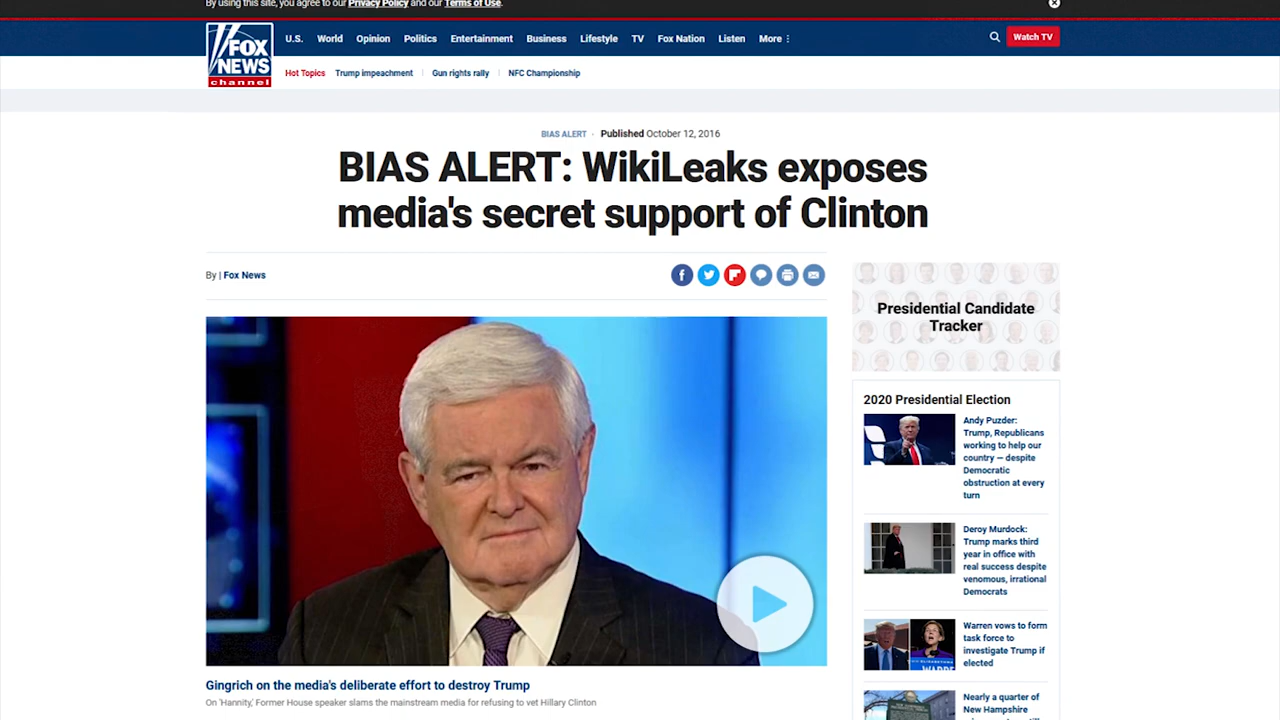 By using this site, you agree to our Privacy Policy and our Terms of Use.
FOX
NEWS
channel
U.S. World Opinion Politics Entertainment Business Lifestyle TV Fox Nation Listen More
Watch TV
Hot Topics Trump impeachment Gun rights rally NFC Championship
BIAS ALERT · Published October 12, 2016
BIAS ALERT: WikiLeaks exposes
media's secret support of Clinton
By | Fox News
Presidential Candidate
Tracker
2020 Presidential Election
Andy Puzder:
Trump, Republicans
working to help our
country — despite
Democratic
obstruction at every
turn
Deroy Murdock:
Trump marks third
year in office with
real success despite
venomous, irrational
Democrats
Warren vows to form
task force to
investigate Trump if
elected
WARRE
Nearly a quarter of
New Hampshire
Gingrich on the media's deliberate effort to destroy Trump
On 'Hannity,' Former House speaker slams the mainstream media for refusing to vet Hillary Clinton